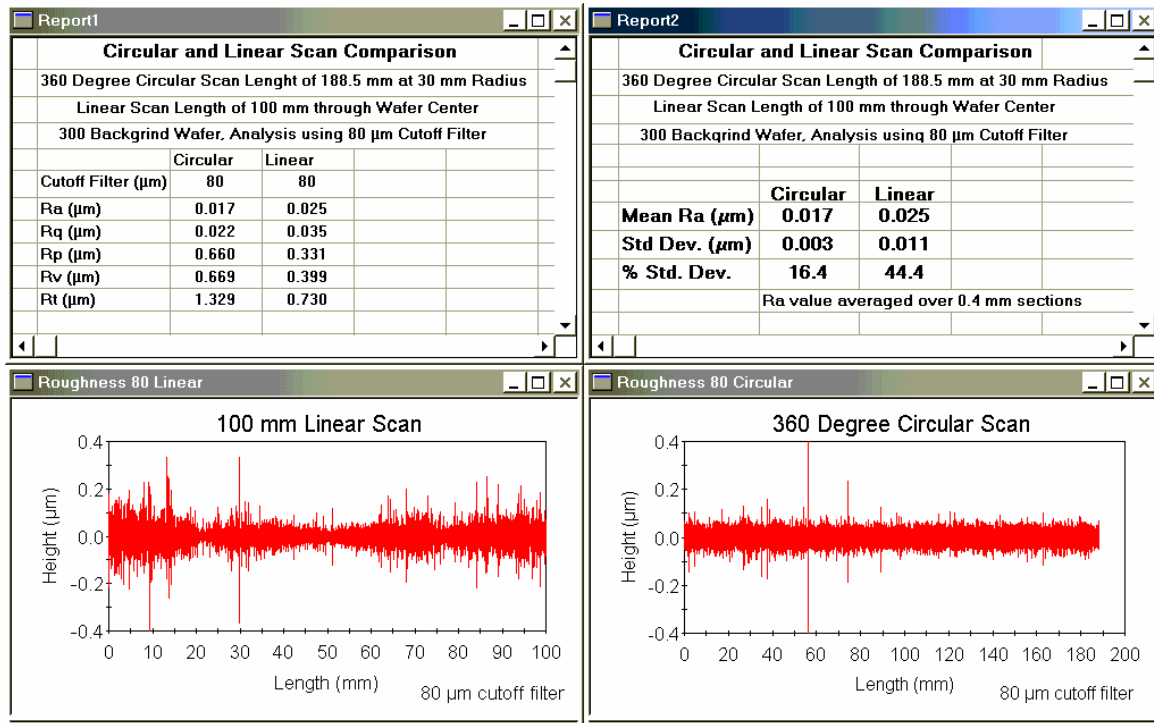 Report1
Circular and Linear Scan Comparison
360 Degree Circular Scan Lenght of 188.5 mm at 30 mm Radius
Linear Scan Length of 100 mm through Wafer Center
300 Backgrind Wafer, Analysis using 80 µm Cutoff Filter
Circular Linear
Cutoff Filter (µm) 80 80
Ra (µm) 0.017 0.025
Rq (µm) 0.022 0.035
Rp (µm) 0.660 0.331
Rv (µm) 0.669 0.399
Rt (µm) 1.329 0.730
Report2
Circular and Linear Scan Comparison
360 Degree Circular Scan Length of 188.5 mm at 30 mm Radius
Linear Scan Length of 100 mm through Wafer Center
300 Backgrind Wafer, Analysis using 80 µm Cutoff Filter
Circular Linear
Mean Ra (µm) 0.017 0.025
Std Dev. (µm) 0.003 0.011
% Std. Dev. 16.4 44.4
Ra value averaged over 0.4 mm sections
Roughness 80 Linear
100 mm Linear Scan
Height (µm)
0.4
0.2
0.0
-0.2
-0.4
0 10 20 30 40 50 60 70 80 90 100
Length (mm)
80 µm cutoff filter
Roughness 80 Circular
360 Degree Circular Scan
Height (µm)
0.4
0.2
0.0
-0.2
-0.4
0 20 40 60 80 100 120 140 160 180 200
Length (mm)
80 µm cutoff filter